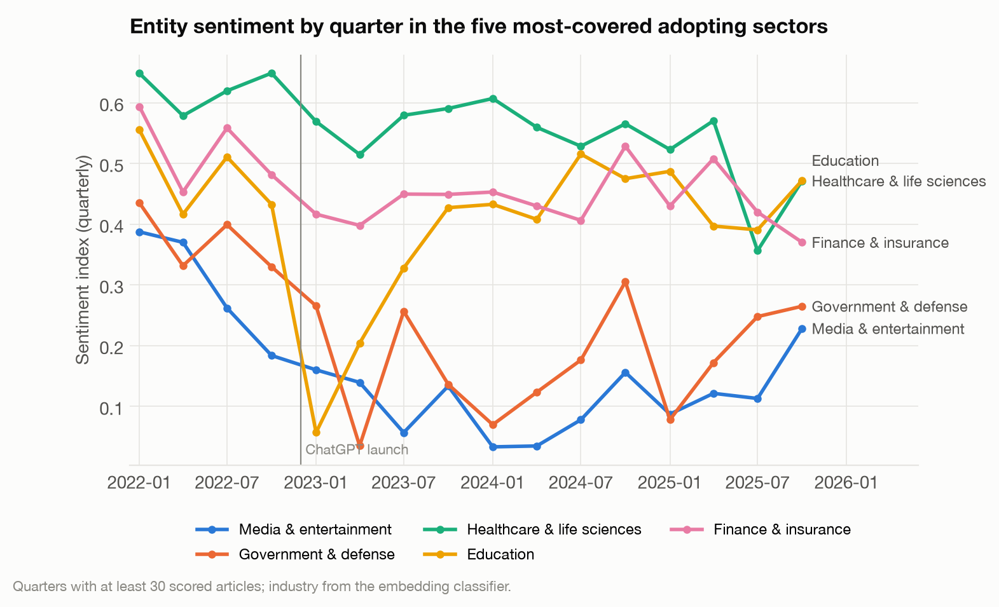 Entity sentiment by quarter in the five most-covered adopting sectors
Sentiment index (quarterly)
0.6
0.5
0.4
0.3
0.2
0.1
Education
Healthcare & life sciences
Finance & insurance
Government & defense
Media & entertainment
ChatGPT launch
2022-01 2022-07 2023-01 2023-07 2024-01 2024-07 2025-01 2025-07 2026-01
Media & entertainment Healthcare & life sciences Finance & insurance
Government & defense Education
Quarters with at least 30 scored articles; industry from the embedding classifier.